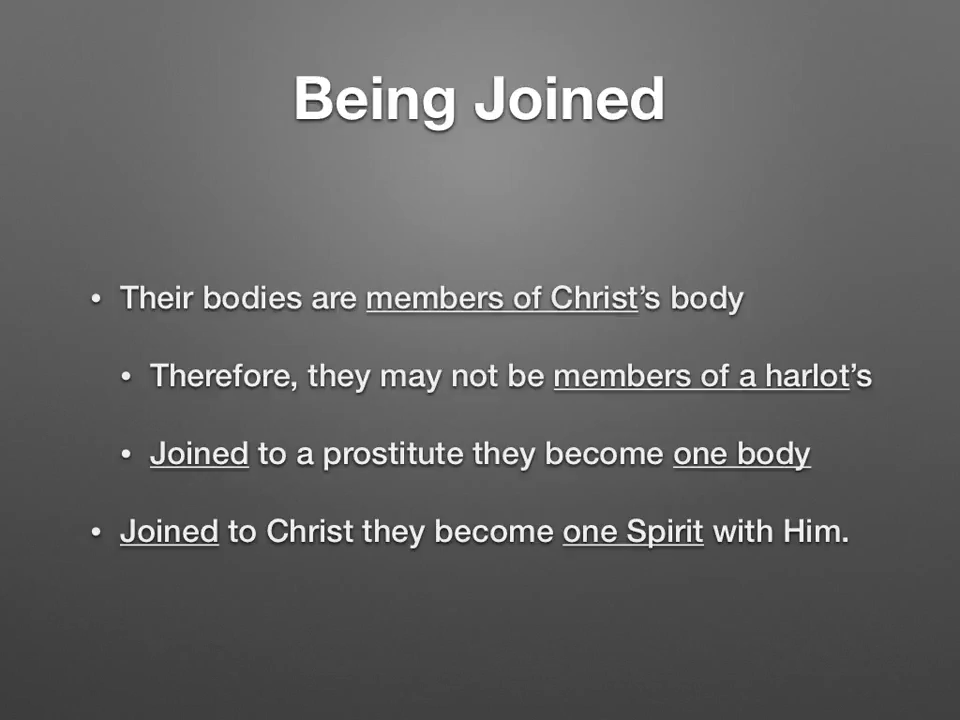 Being Joined
• Their bodies are members of Christ’s body
• Therefore, they may not be members of a harlot’s
• Joined to a prostitute they become one body
• Joined to Christ they become one Spirit with Him.